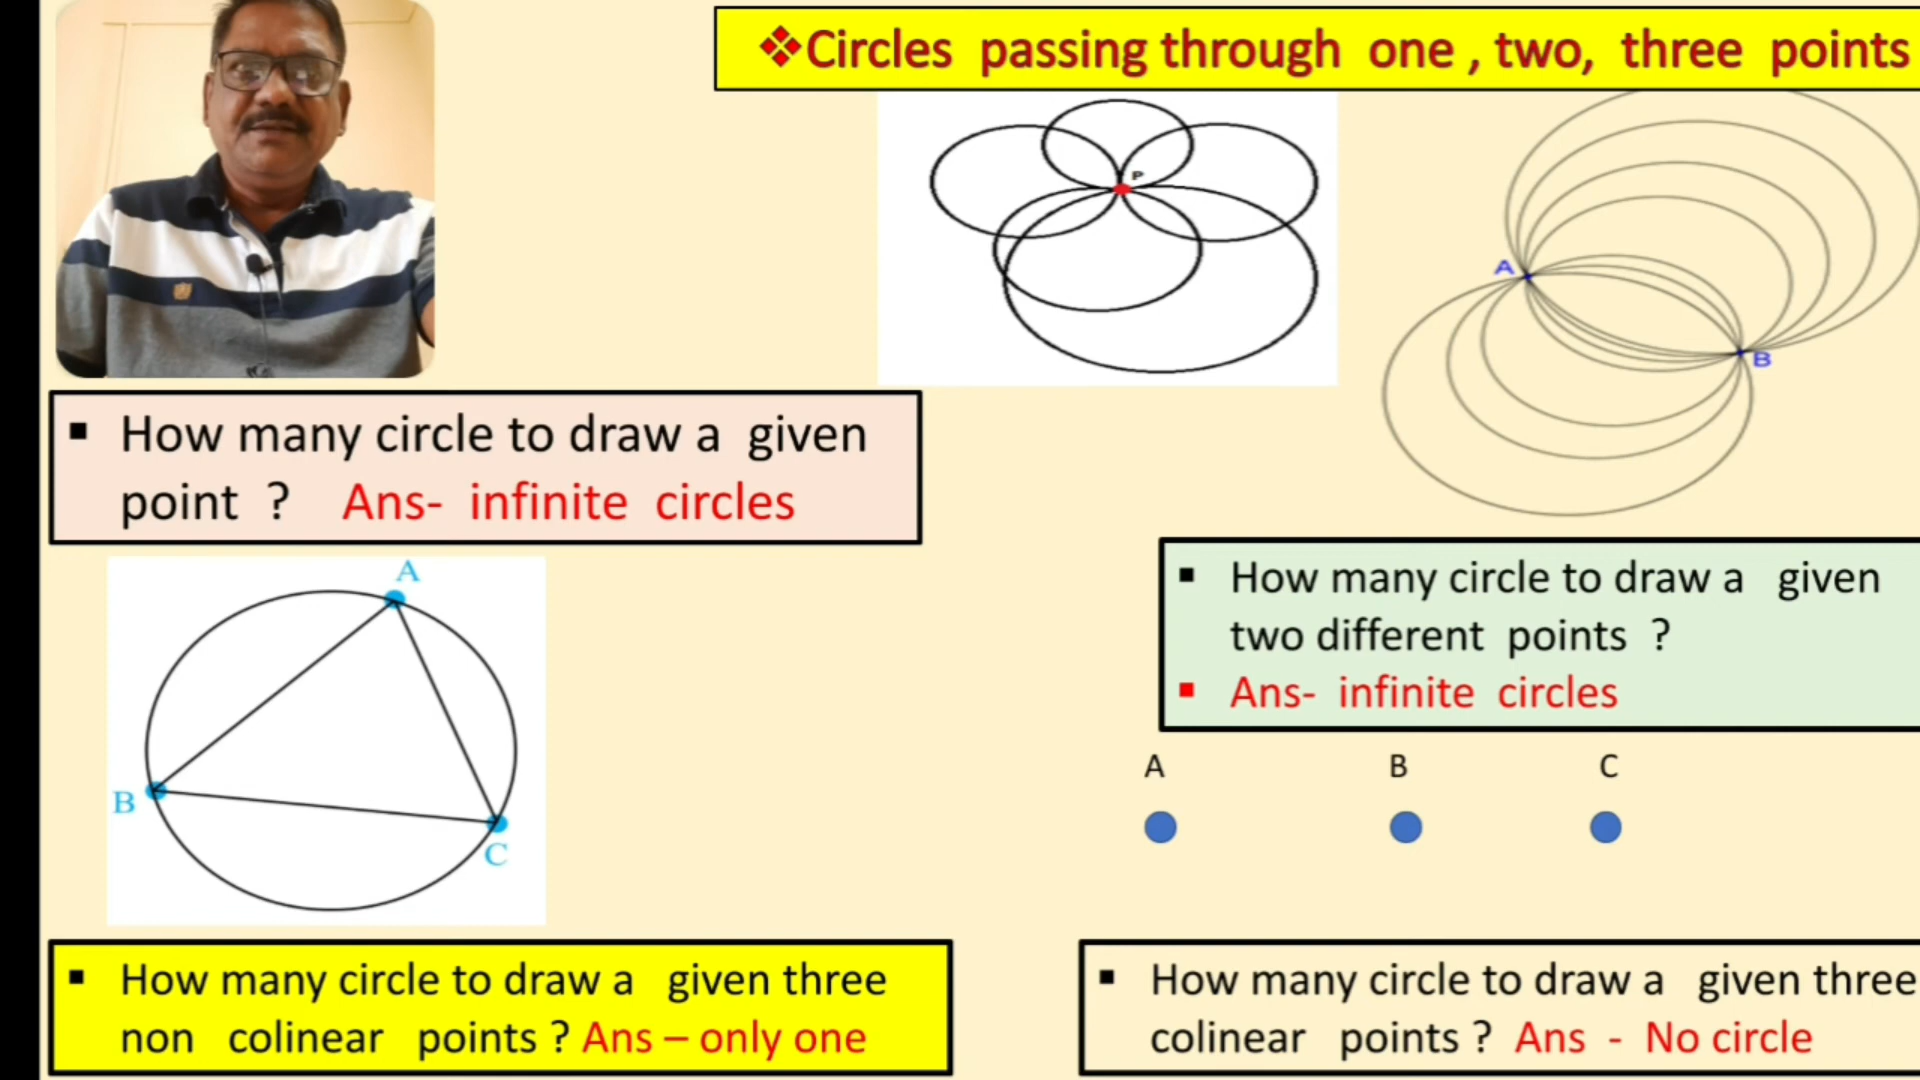 ❖Circles passing through one , two, three points
P
A
B
▪ How many circle to draw a given
point ? Ans- infinite circles
A
B
C
▪ How many circle to draw a given
two different points ?
▪ Ans- infinite circles
A B C
▪ How many circle to draw a given three
non colinear points ? Ans – only one
▪ How many circle to draw a given three
colinear points ? Ans - No circle